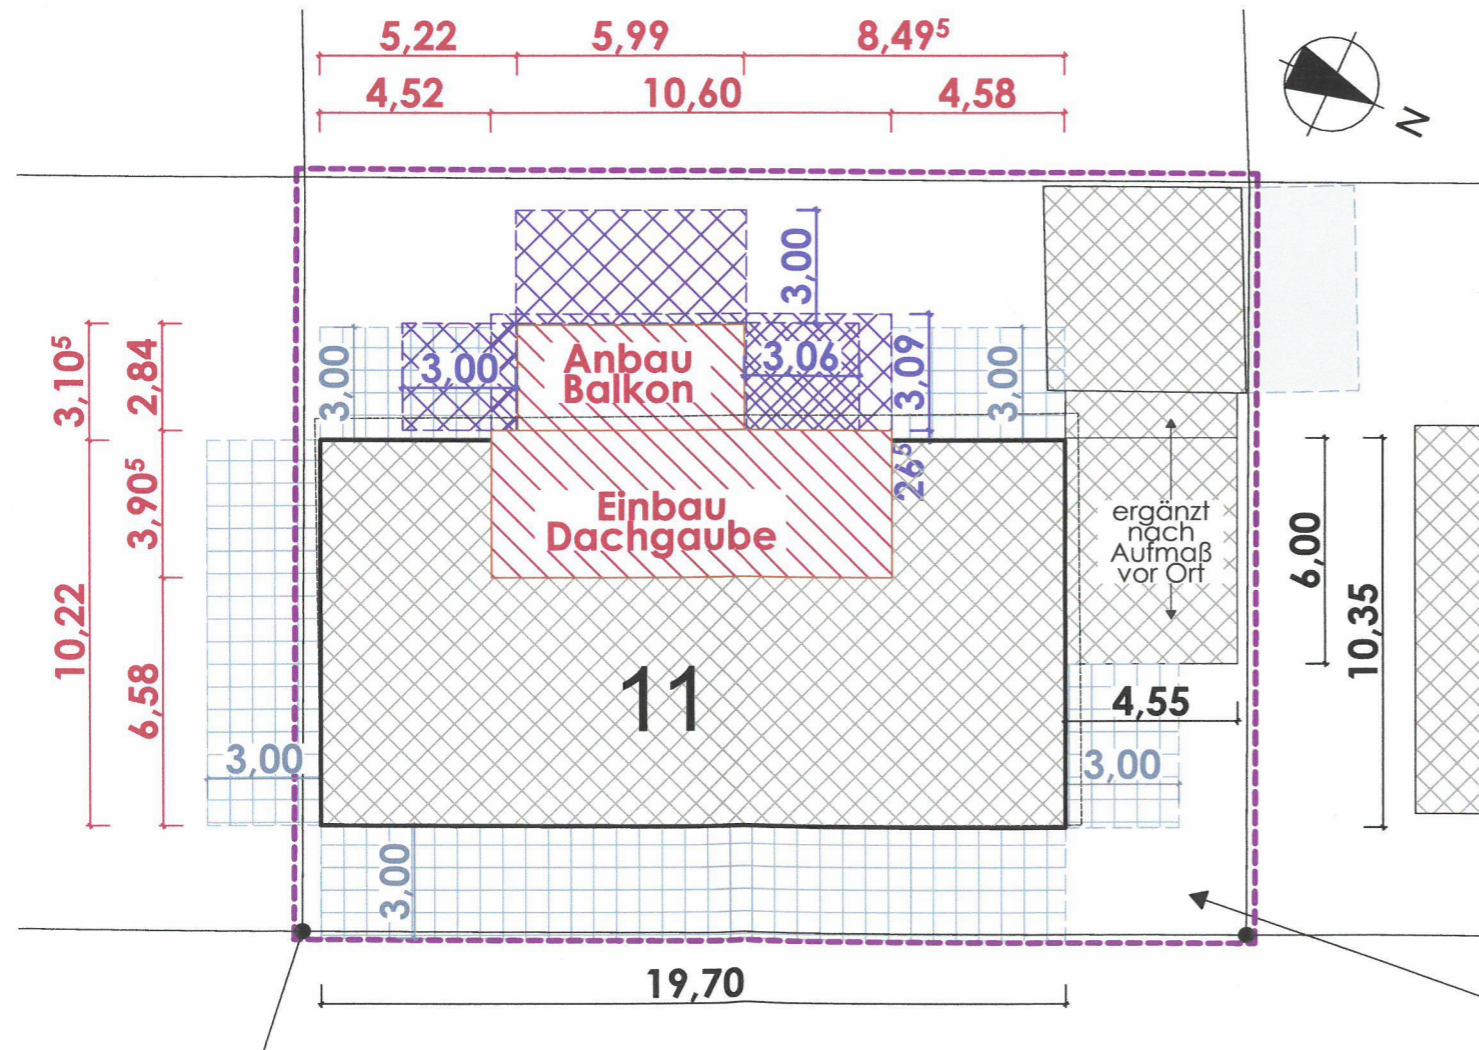 5,22 5,99 8,49⁵
4,52 10,60 4,58
N
3,00
3,10⁵
2,84
3,00
3,00
Anbau
Balkon
3,06
3,09
3,00
3,90⁵
26⁵
Einbau
Dachgaube
ergänzt
nach
Aufmaß
vor Ort
6,00
10,22
10,35
6,58
11
4,55
3,00
3,00
3,00
19,70